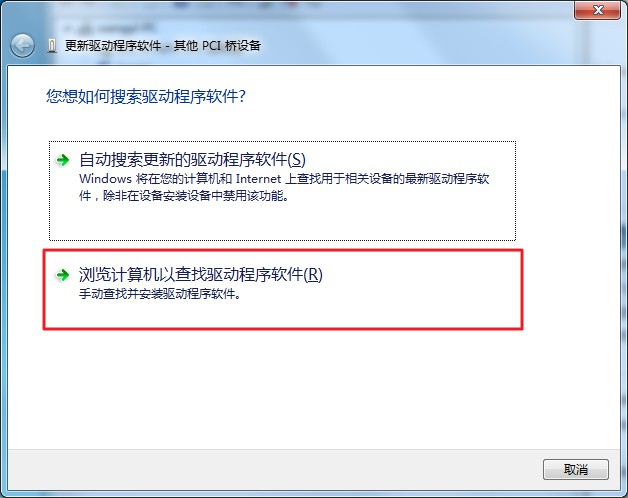 更新驱动程序软件 - 其他 PCI 桥设备
您想如何搜索驱动程序软件?
自动搜索更新的驱动程序软件(S)
Windows 将在您的计算机和 Internet 上查找用于相关设备的最新驱动程序软
件，除非在设备安装设备中禁用该功能。
浏览计算机以查找驱动程序软件(R)
手动查找并安装驱动程序软件。
取消